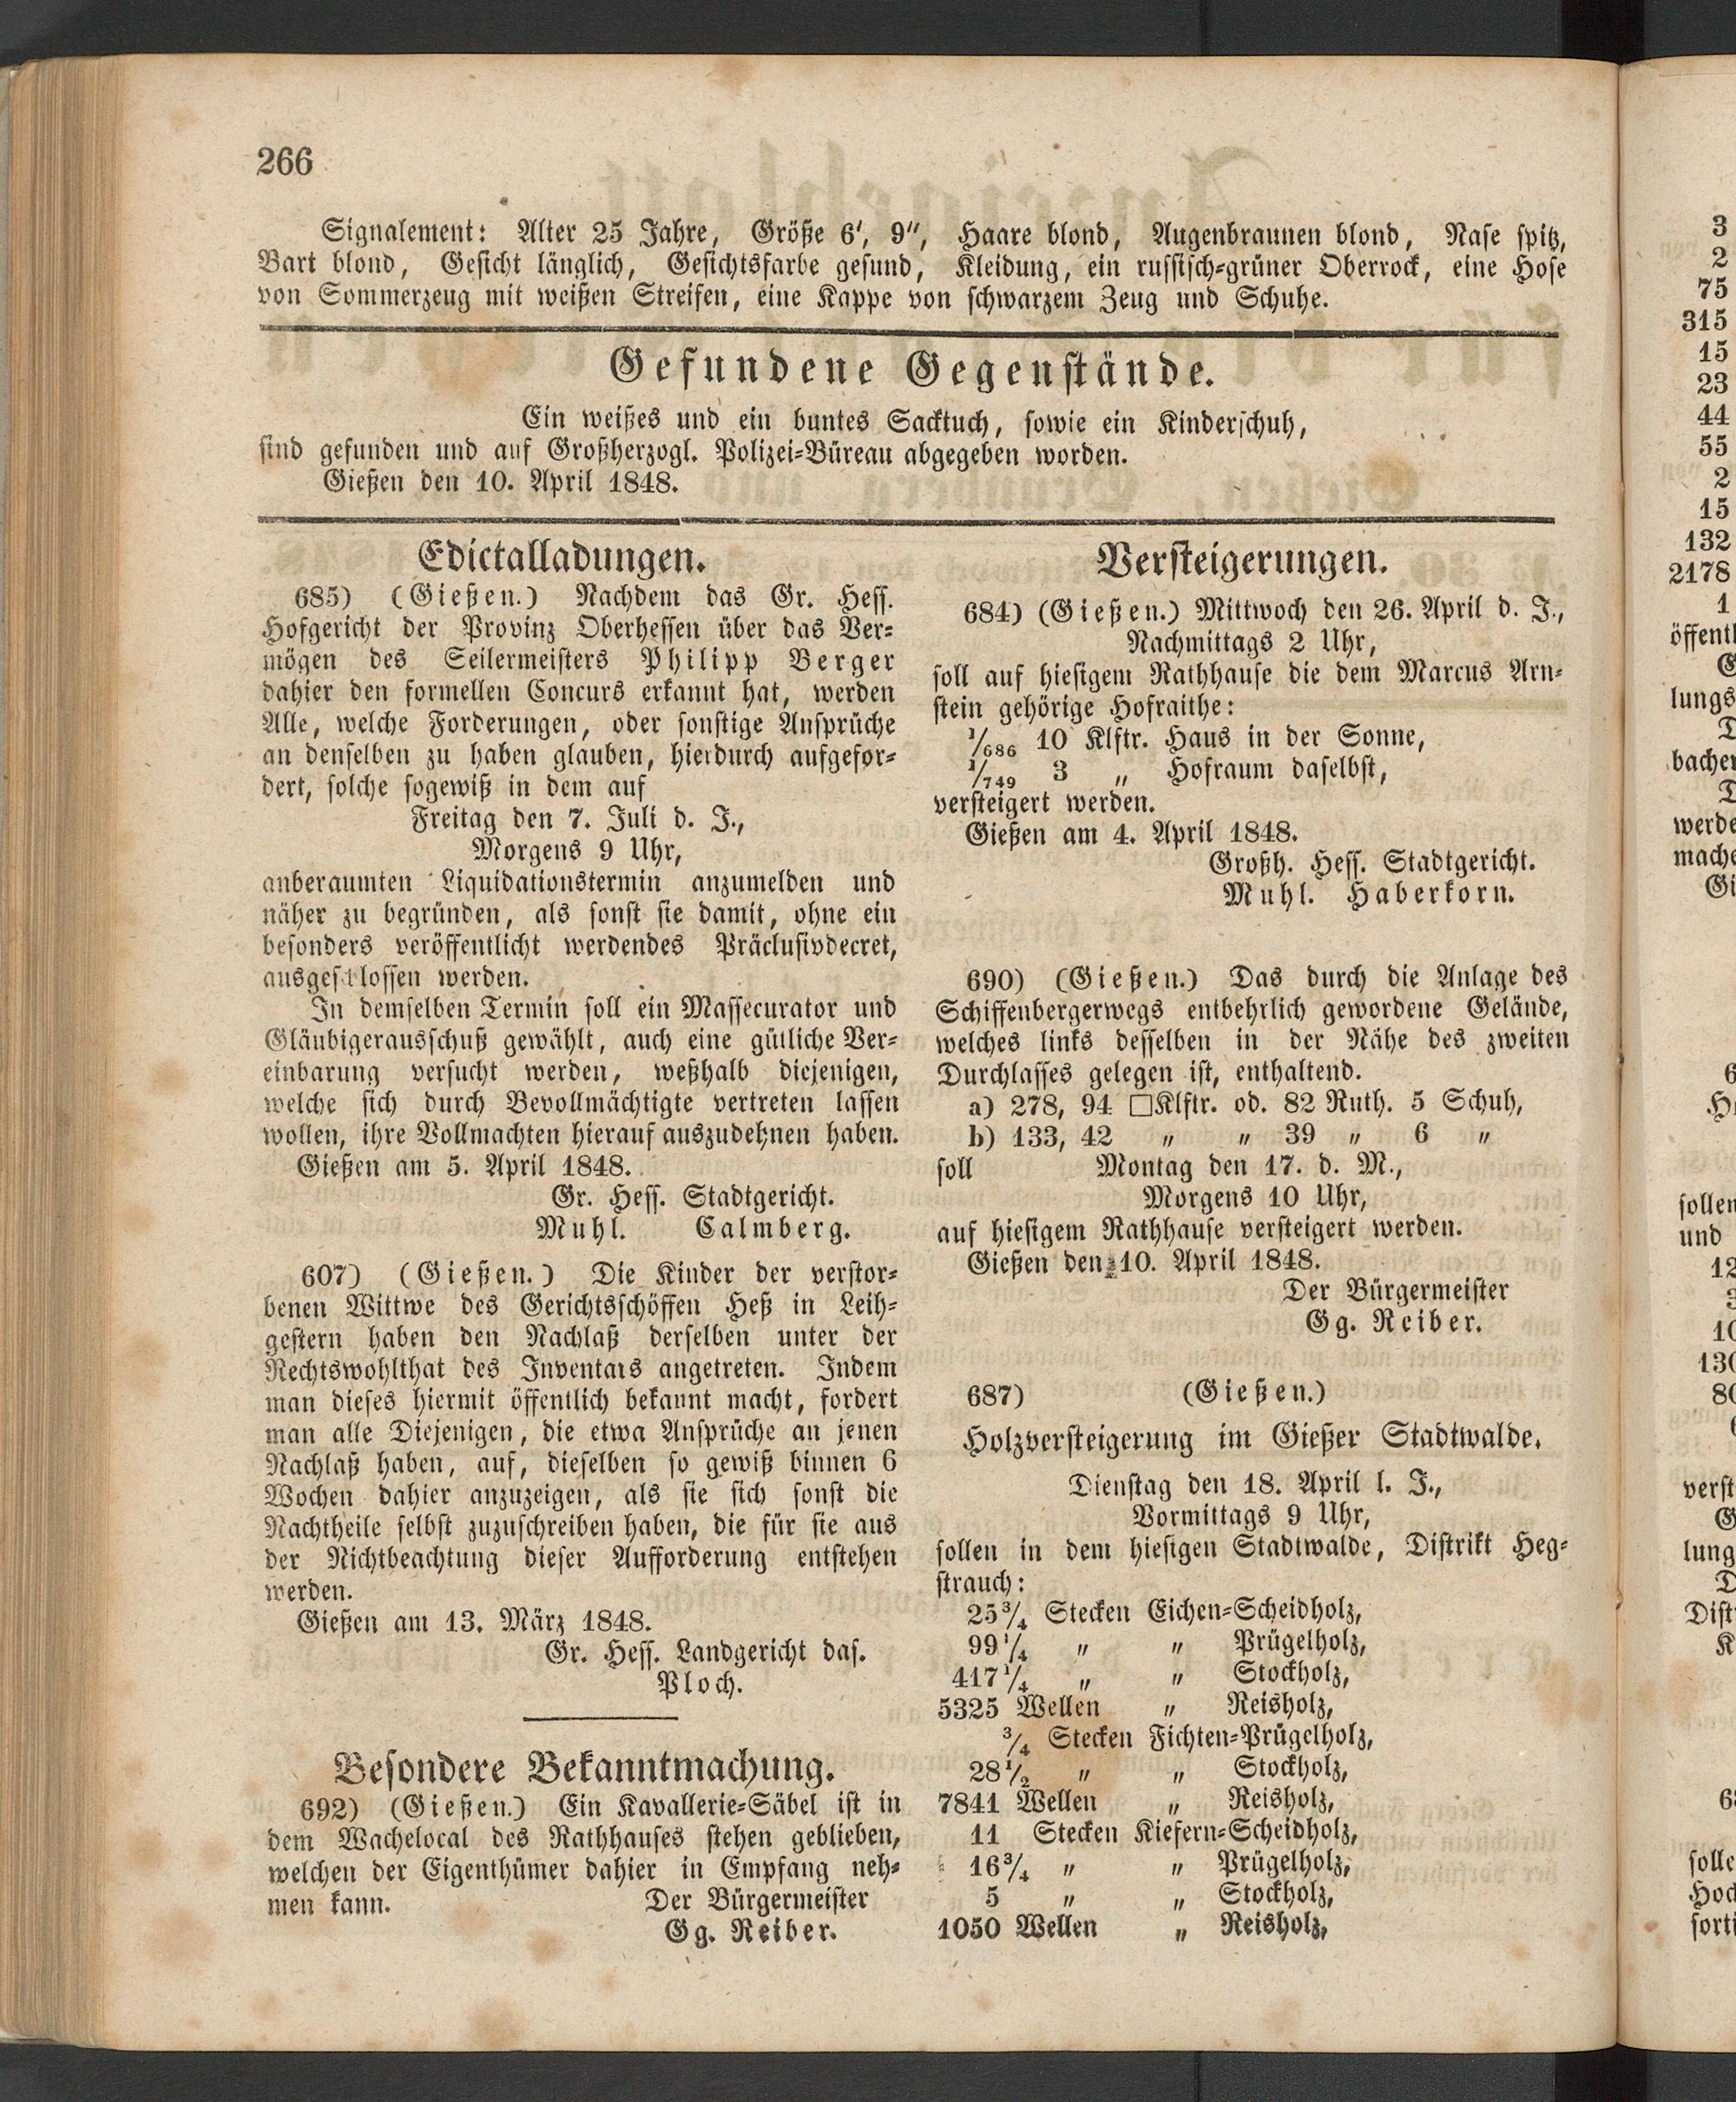 266
Signalement: Alter 25 Jahre, Größe 6′, 9″, Haare blond, Augenbraunen blond, Nase spitz,
Bart blond, Gesicht länglich, Gesichtsfarbe gesund, Kleidung, ein russisch-grüner Oberrock, eine Hose
von Sommerzeug mit weißen Streifen, eine Kappe von schwarzem Zeug und Schuhe.
Gefundene Gegenstände.
Ein weißes und ein buntes Sacktuch, sowie ein Kinderschuh,
sind gefunden und auf Großherzogl. Polizei-Büreau abgegeben worden.
Gießen den 10. April 1848.
Edictalladungen.
685) (Gießen.) Nachdem das Gr. Hess.
Hofgericht der Provinz Oberhessen über das Ver-
mögen des Seilermeisters Philipp Berger
dahier den formellen Concurs erkannt hat, werden
Alle, welche Forderungen, oder sonstige Ansprüche
an denselben zu haben glauben, hierdurch aufgefor-
dert, solche sogewiß in dem auf
Freitag den 7. Juli d. J.,
Morgens 9 Uhr,
anberaumten Liquidationstermin anzumelden und
näher zu begründen, als sonst sie damit, ohne ein
besonders veröffentlicht werdendes Präclusivdecret,
ausgeschlossen werden.
In demselben Termin soll ein Massecurator und
Gläubigerausschuß gewählt, auch eine gütliche Ver-
einbarung versucht werden, weßhalb diejenigen,
welche sich durch Bevollmächtigte vertreten lassen
wollen, ihre Vollmachten hierauf auszudehnen haben.
Gießen am 5. April 1848.
Gr. Hess. Stadtgericht.
Muhl. Calmberg.
607) (Gießen.) Die Kinder der verstor-
benen Wittwe des Gerichtsschöffen Heß in Leih-
gestern haben den Nachlaß derselben unter der
Rechtswohlthat des Inventars angetreten. Indem
man dieses hiermit öffentlich bekannt macht, fordert
man alle Diejenigen, die etwa Ansprüche an jenen
Nachlaß haben, auf, dieselben so gewiß binnen 6
Wochen dahier anzuzeigen, als sie sich sonst die
Nachtheile selbst zuzuschreiben haben, die für sie aus
der Nichtbeachtung dieser Aufforderung entstehen
werden.
Gießen am 13. März 1848.
Gr. Hess. Landgericht das.
Ploch.
Besondere Bekanntmachung.
692) (Gießen.) Ein Kavallerie-Säbel ist in
dem Wachelocal des Rathhauses stehen geblieben,
welchen der Eigenthümer dahier in Empfang neh-
men kann. Der Bürgermeister
Gg. Reiber.
Versteigerungen.
684) (Gießen.) Mittwoch den 26. April d. J.,
Nachmittags 2 Uhr,
soll auf hiesigem Rathhause die dem Marcus Arn-
stein gehörige Hofraithe:
1/686 10 Klftr. Haus in der Sonne,
1/749 3 „ Hofraum daselbst,
versteigert werden.
Gießen am 4. April 1848.
Großh. Hess. Stadtgericht.
Muhl. Haberkorn.
690) (Gießen.) Das durch die Anlage des
Schiffenbergerwegs entbehrlich gewordene Gelände,
welches links desselben in der Nähe des zweiten
Durchlasses gelegen ist, enthaltend.
a) 278, 94 □Klftr. od. 82 Ruth. 5 Schuh,
b) 133, 42 „ „ 39 „ 6 „
soll Montag den 17. d. M.,
Morgens 10 Uhr,
auf hiesigem Rathhause versteigert werden.
Gießen den 10. April 1848.
Der Bürgermeister
Gg. Reiber.
687) (Gießen.)
Holzversteigerung im Gießer Stadtwalde.
Dienstag den 18. April l. J.,
Vormittags 9 Uhr,
sollen in dem hiesigen Stadtwalde, Distrikt Heg-
strauch:
25 3/4 Stecken Eichen-Scheidholz,
99 1/4 „ „ Prügelholz,
417 1/4 „ „ Stockholz,
5325 Wellen „ Reisholz,
3/4 Stecken Fichten-Prügelholz,
28 1/2 „ „ Stockholz,
7841 Wellen „ Reisholz,
11 Stecken Kiefern-Scheidholz,
16 3/4 „ „ Prügelholz,
5 „ „ Stockholz,
1050 Wellen „ Reisholz,
3
2
75
315
15
23
44
55
2
15
132
2178
1